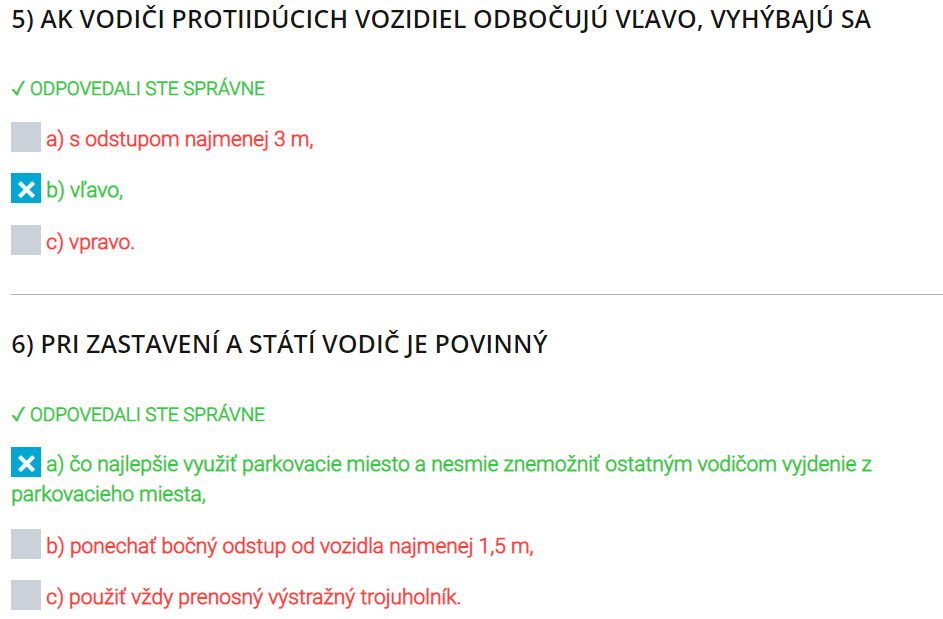 5) AK VODIČI PROTIIDÚCICH VOZIDIEL ODBOČUJÚ VĽAVO, VYHÝBAJÚ SA
✓ ODPOVEDALI STE SPRÁVNE
a) s odstupom najmenej 3 m,
b) vľavo,
c) vpravo.
6) PRI ZASTAVENÍ A STÁTÍ VODIČ JE POVINNÝ
✓ ODPOVEDALI STE SPRÁVNE
a) čo najlepšie využiť parkovacie miesto a nesmie znemožniť ostatným vodičom vyjdenie z
parkovacieho miesta,
b) ponechať bočný odstup od vozidla najmenej 1,5 m,
c) použiť vždy prenosný výstražný trojuholník.